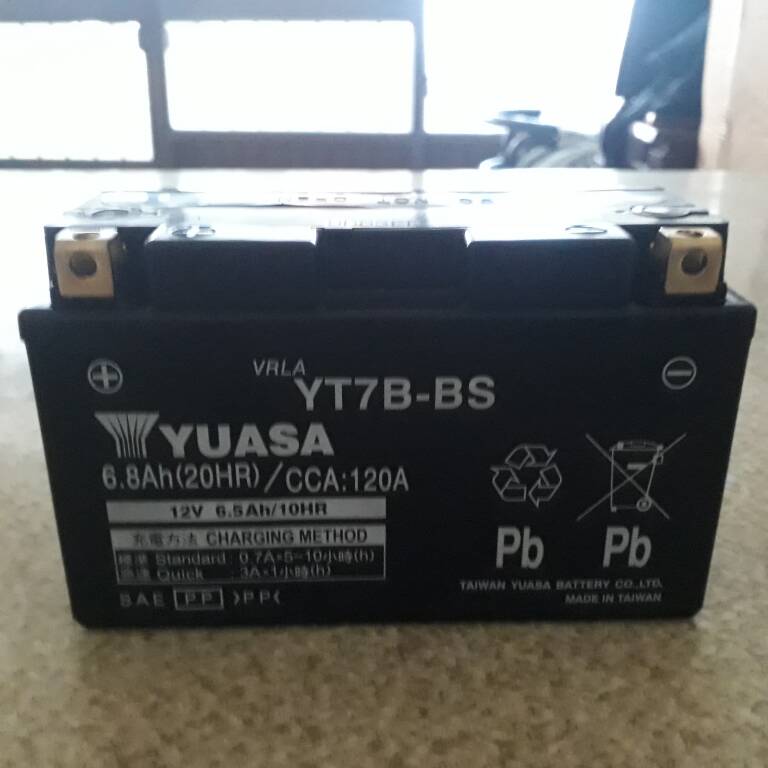 VRLA
YT7B-BS
YUASA
6.8Ah(20HR)/CCA:120A
12V 6.5Ah/10HR
充電方法 CHARGING METHOD
標準 Standard : 0.7A×5~10小時(h)
Quick : 3A×1小時(h)
SAE PP >PP<
Pb Pb
TAIWAN YUASA BATTERY CO.,LTD.
MADE IN TAIWAN